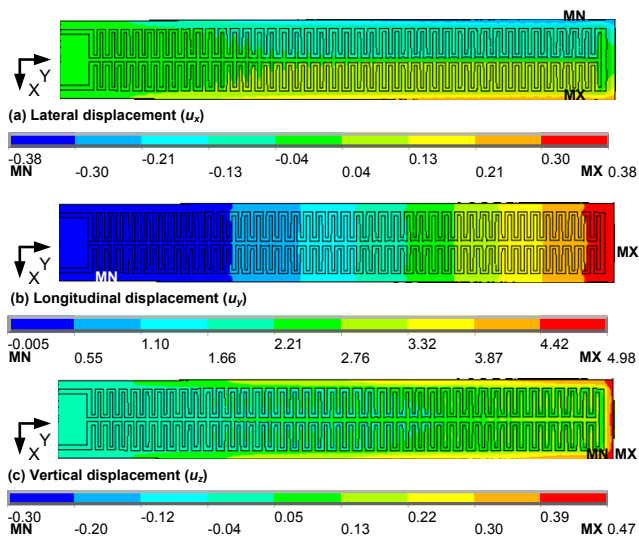 MN
Y
X
MX
(a) Lateral displacement (uₓ)
-0.38 -0.21 -0.04 0.13 0.30
MN -0.30 -0.13 0.04 0.21 MX 0.38
Y
X
MX
MN
(b) Longitudinal displacement (uᵧ)
-0.005 1.10 2.21 3.32 4.42
MN 0.55 1.66 2.76 3.87 MX 4.98
Y
X
MN MX
(c) Vertical displacement (u_z)
-0.30 -0.12 0.05 0.22 0.39
MN -0.20 -0.04 0.13 0.30 MX 0.47